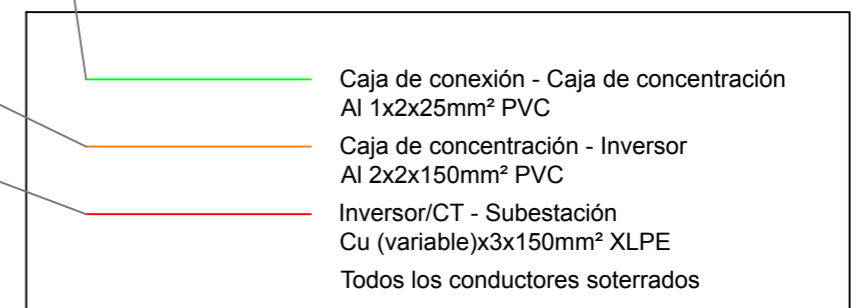 Caja de conexión - Caja de concentración
Al 1x2x25mm² PVC
Caja de concentración - Inversor
Al 2x2x150mm² PVC
Inversor/CT - Subestación
Cu (variable)x3x150mm² XLPE
Todos los conductores soterrados